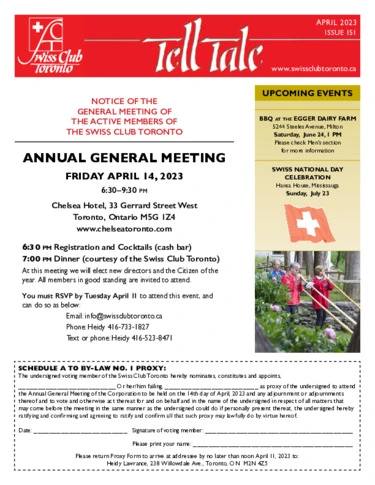 Swiss Club
Toronto
Tell Tale
APRIL 2023
ISSUE 151
www.swissclubtoronto.ca
NOTICE OF THE
GENERAL MEETING OF
THE ACTIVE MEMBERS OF
THE SWISS CLUB TORONTO
ANNUAL GENERAL MEETING
FRIDAY APRIL 14, 2023
6:30–9:30 PM
Chelsea Hotel, 33 Gerrard Street West
Toronto, Ontario M5G 1Z4
www.chelseatoronto.com
6:30 PM Registration and Cocktails (cash bar)
7:00 PM Dinner (courtesy of the Swiss Club Toronto)
At this meeting we will elect new directors and the Citizen of the
year. All members in good standing are invited to attend.
You must RSVP by Tuesday April 11 to attend this event, and
can do so as below:
Email: info@swissclubtoronto.ca
Phone: Heidy 416-733-1827
Text or phone: Heidy 416-523-8471
UPCOMING EVENTS
BBQ AT THE EGGER DAIRY FARM
5244 Steeles Avenue, Milton
Saturday, June 24, 1 PM
Please check Men's section
for more information
SWISS NATIONAL DAY
CELEBRATION
Hansa House, Mississauga
Sunday, July 23
SCHEDULE A TO BY-LAW NO. 1 PROXY:
The undersigned voting member of the Swiss Club Toronto hereby nominates, constitutes and appoints,
____________________ Or her/him failing ____________________ as proxy of the undersigned to attend
the Annual General Meeting of the Corporation to be held on the 14th day of April, 2023 and any adjournment or adjournments
thereof and to vote and otherwise act thereat for and on behalf and in the name of the undersigned in respect of all matters that
may come before the meeting in the same manner as the undersigned could do if personally present thereat, the undersigned hereby
ratifying and confirming and agreeing to ratify and confirm all that such proxy may lawfully do by virtue hereof.
Date: ____________________ Signature of voting member: ____________________
Please print your name: ____________________
Please return Proxy Form to arrive at addressee by no later than noon April 11, 2023 to:
Heidy Lawrance, 238 Willowdale Ave., Toronto, ON M2N 4Z5